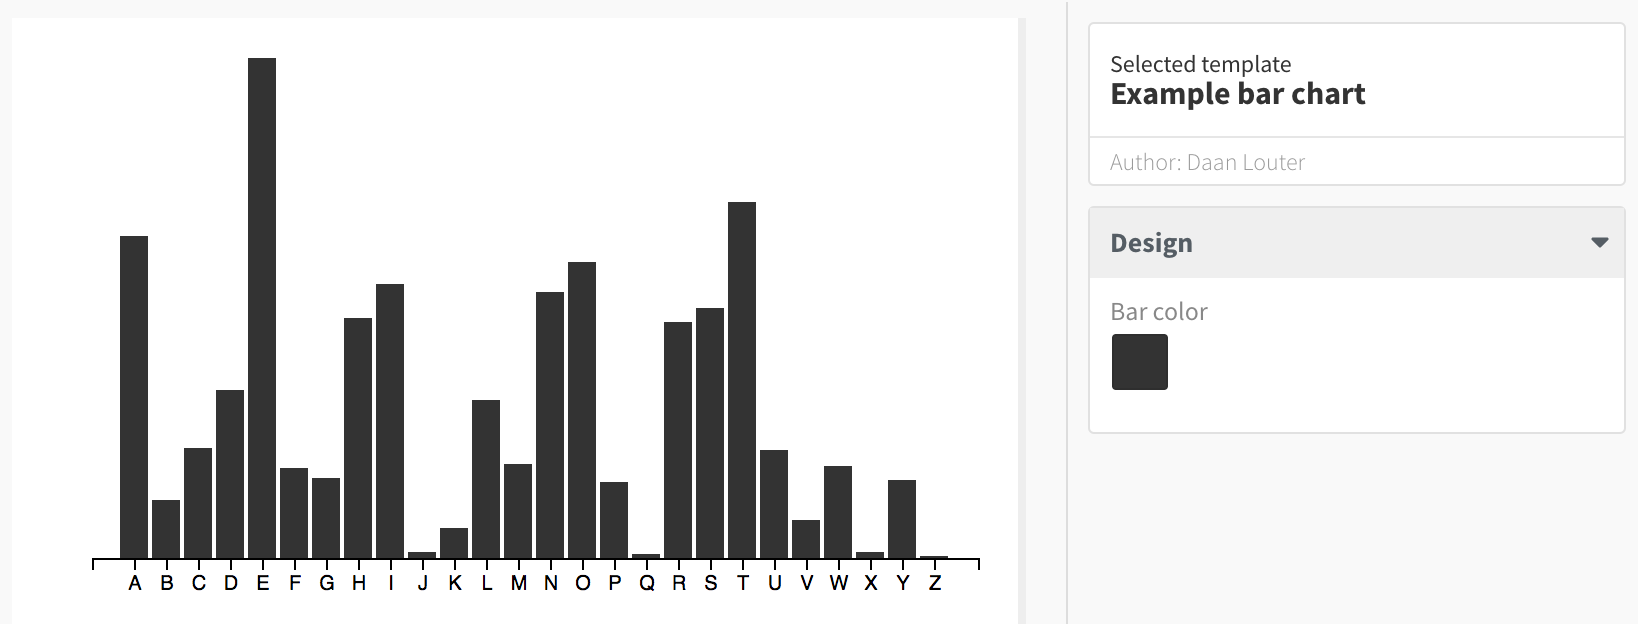 A B C D E F G H I J K L M N O P Q R S T U V W X Y Z
Selected template
Example bar chart
Author: Daan Louter
Design
Bar color